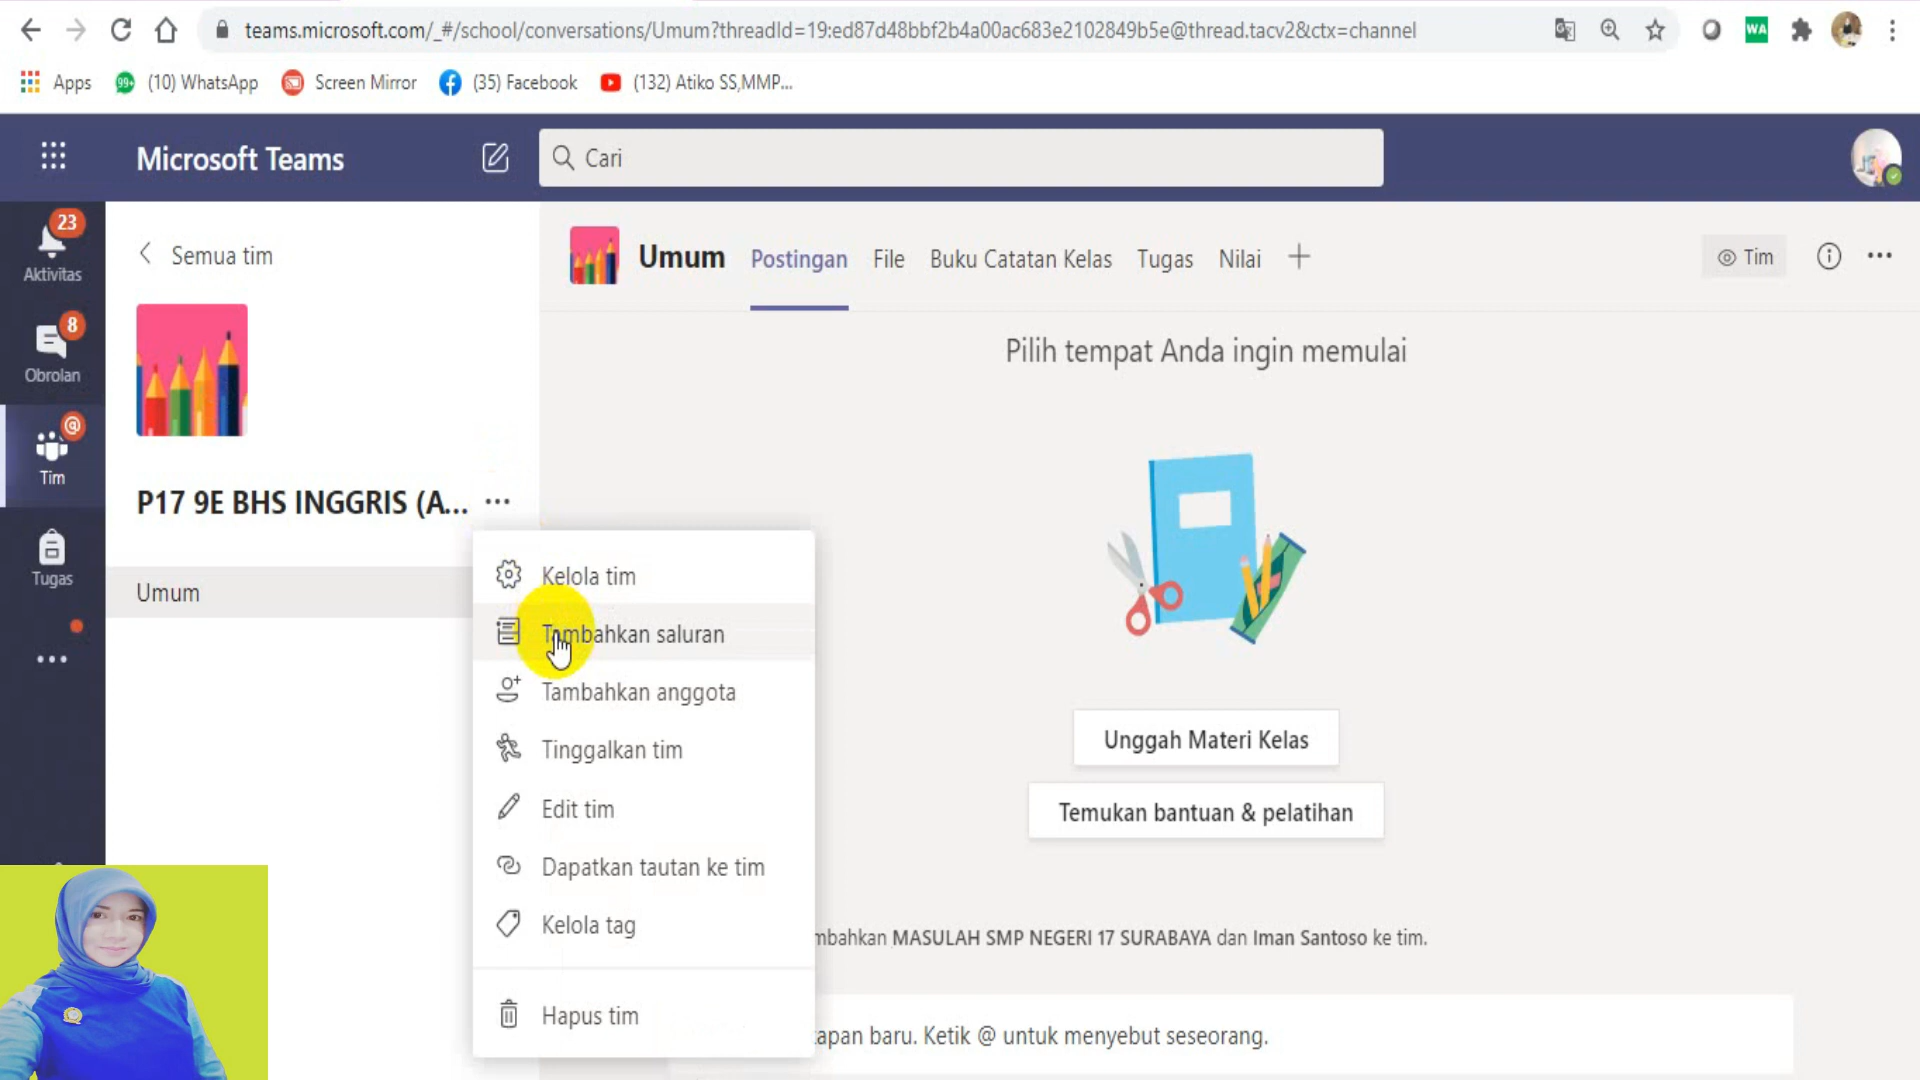 teams.microsoft.com/_#/school/conversations/Umum?threadId=19:ed87d48bbf2b4a00ac683e2102849b5e@thread.tacv2&ctx=channel
WA
Apps
99+
(10) WhatsApp
Screen Mirror
(35) Facebook
(132) Atiko SS,MMP...
Microsoft Teams
Cari
23
Aktivitas
8
Obrolan
@
Tim
Tugas
Semua tim
P17 9E BHS INGGRIS (A...
Umum
Umum
Postingan
File
Buku Catatan Kelas
Tugas
Nilai
Tim
Pilih tempat Anda ingin memulai
Kelola tim
Tambahkan saluran
Tambahkan anggota
Tinggalkan tim
Edit tim
Dapatkan tautan ke tim
Kelola tag
Hapus tim
Unggah Materi Kelas
Temukan bantuan & pelatihan
mbahkan MASULAH SMP NEGERI 17 SURABAYA dan Iman Santoso ke tim.
apan baru. Ketik @ untuk menyebut seseorang.